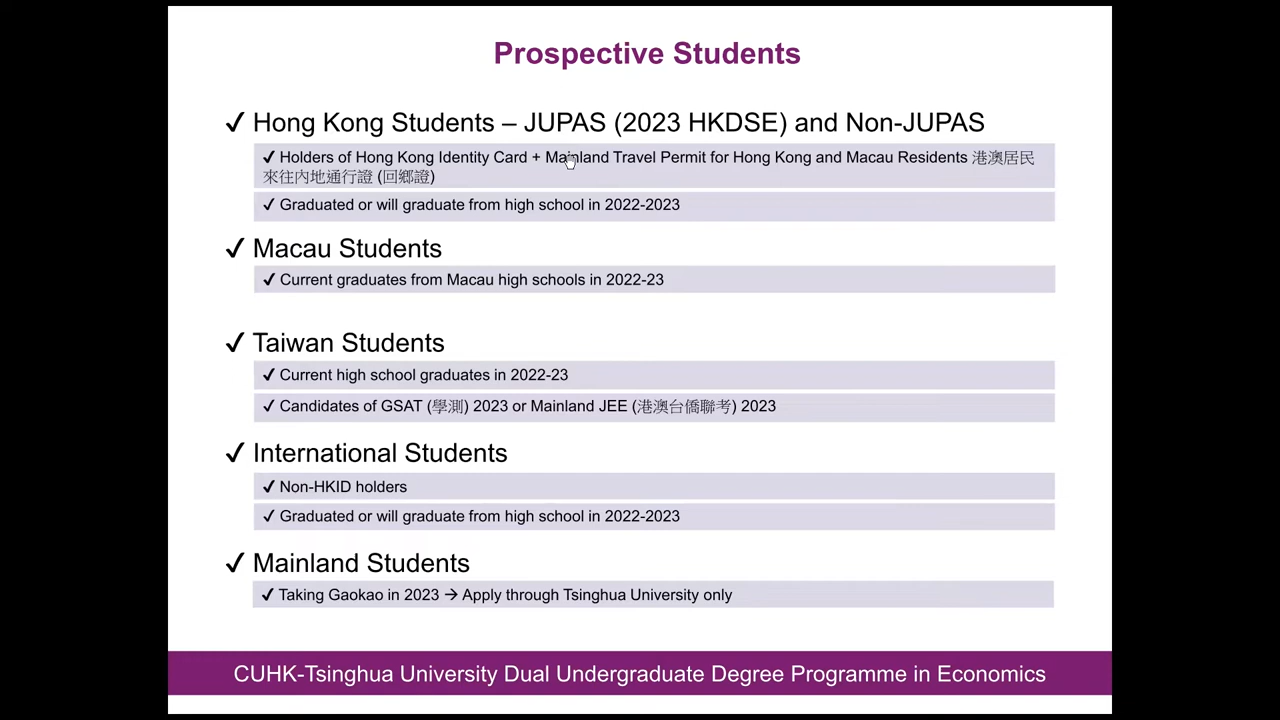 Prospective Students
✓ Hong Kong Students – JUPAS (2023 HKDSE) and Non-JUPAS
✓ Holders of Hong Kong Identity Card + Mainland Travel Permit for Hong Kong and Macau Residents 港澳居民
來往內地通行證 (回鄉證)
✓ Graduated or will graduate from high school in 2022-2023
✓ Macau Students
✓ Current graduates from Macau high schools in 2022-23
✓ Taiwan Students
✓ Current high school graduates in 2022-23
✓ Candidates of GSAT (學測) 2023 or Mainland JEE (港澳台僑聯考) 2023
✓ International Students
✓ Non-HKID holders
✓ Graduated or will graduate from high school in 2022-2023
✓ Mainland Students
✓ Taking Gaokao in 2023 → Apply through Tsinghua University only
CUHK-Tsinghua University Dual Undergraduate Degree Programme in Economics